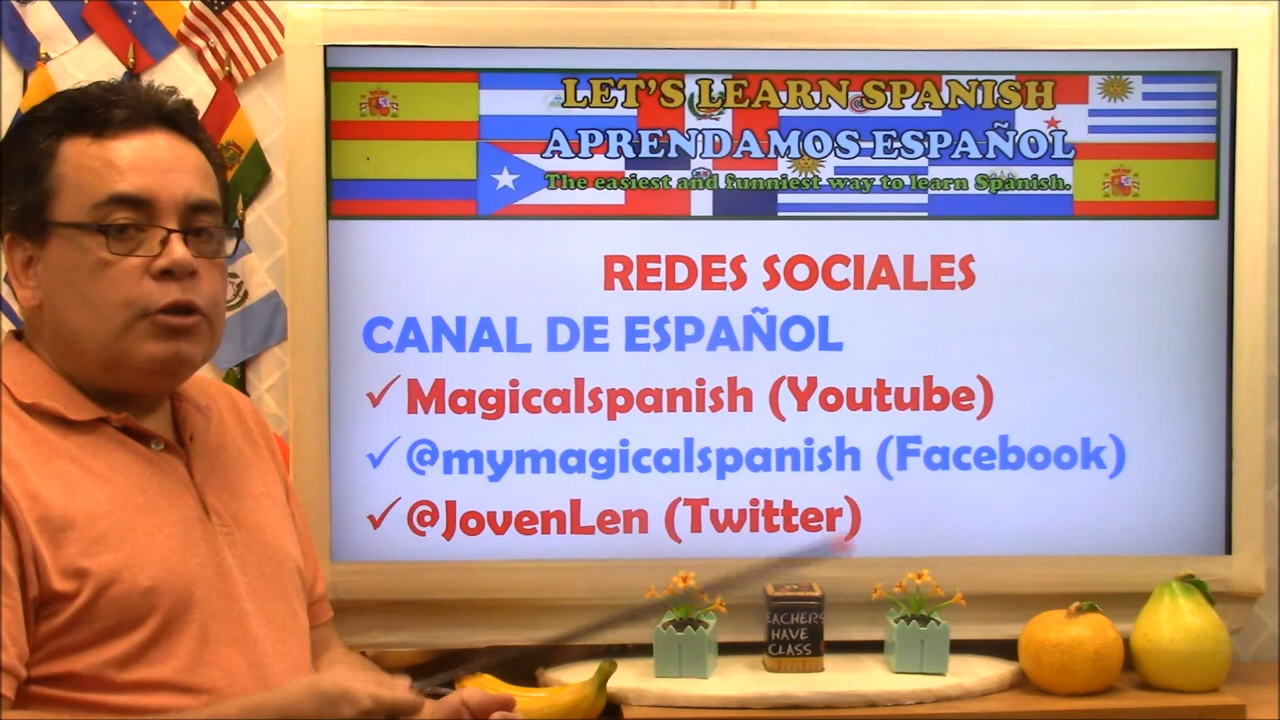 LET'S LEARN SPANISH
APRENDAMOS ESPAÑOL
The easiest and funniest way to learn Spanish.
REDES SOCIALES
CANAL DE ESPAÑOL
✓ Magicalspanish (Youtube)
✓ @mymagicalspanish (Facebook)
✓ @JovenLen (Twitter)
EACHERS
HAVE
CLASS